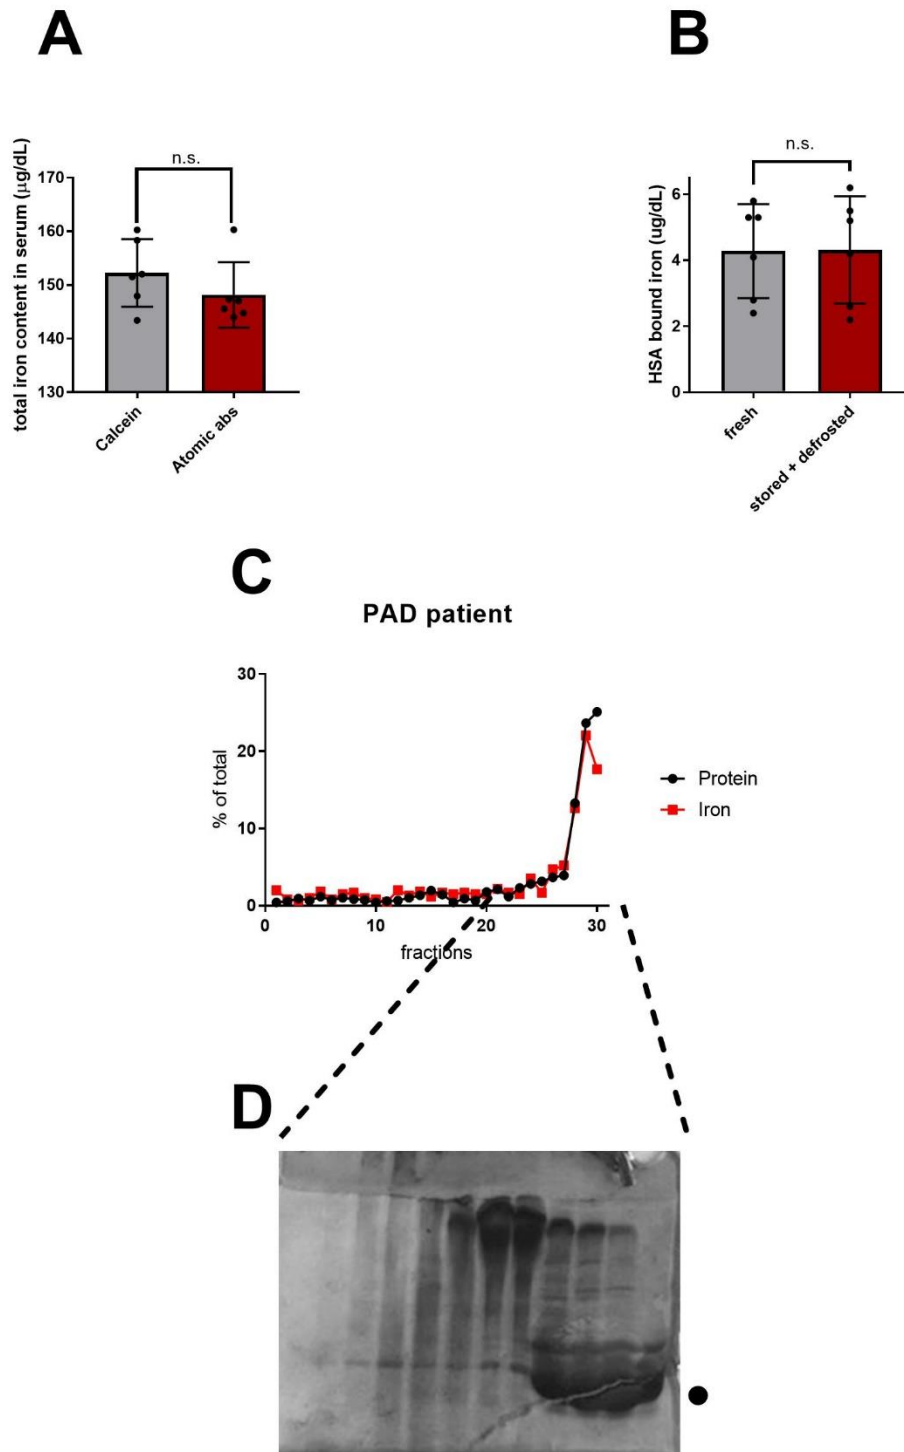 A
total iron content in serum (µg/dL)
170
160
150
140
130
n.s.
Calcein
Atomic abs
B
HSA bound iron (ug/dL)
6
4
2
0
n.s.
fresh
stored + defrosted
C
PAD patient
% of total
30
20
10
0
0
10
20
30
fractions
Protein
Iron
D